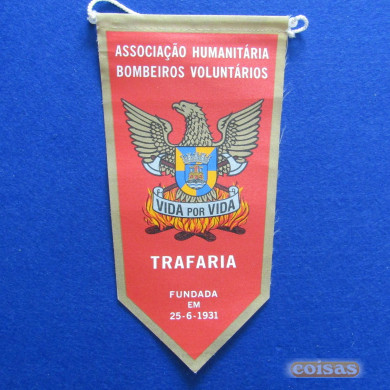 ASSOCIAÇÃO HUMANITÁRIA
BOMBEIROS VOLUNTÁRIOS
VIDA POR VIDA
TRAFARIA
FUNDADA
EM
25-6-1931
coisas